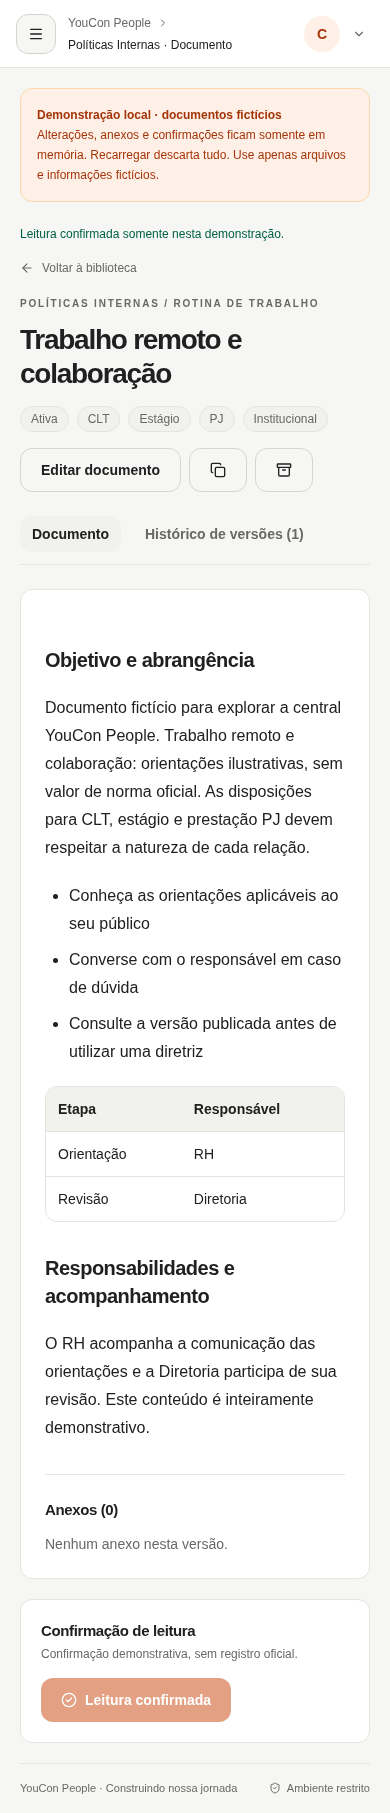 YouCon People
Políticas Internas · Documento
C
Demonstração local · documentos fictícios
Alterações, anexos e confirmações ficam somente em
memória. Recarregar descarta tudo. Use apenas arquivos
e informações fictícios.
Leitura confirmada somente nesta demonstração.
Voltar à biblioteca
POLÍTICAS INTERNAS / ROTINA DE TRABALHO
Trabalho remoto e
colaboração
Ativa CLT Estágio PJ Institucional
Editar documento
Documento Histórico de versões (1)
Objetivo e abrangência
Documento fictício para explorar a central
YouCon People. Trabalho remoto e
colaboração: orientações ilustrativas, sem
valor de norma oficial. As disposições
para CLT, estágio e prestação PJ devem
respeitar a natureza de cada relação.
• Conheça as orientações aplicáveis ao
seu público
• Converse com o responsável em caso
de dúvida
• Consulte a versão publicada antes de
utilizar uma diretriz
Etapa Responsável
Orientação RH
Revisão Diretoria
Responsabilidades e
acompanhamento
O RH acompanha a comunicação das
orientações e a Diretoria participa de sua
revisão. Este conteúdo é inteiramente
demonstrativo.
Anexos (0)
Nenhum anexo nesta versão.
Confirmação de leitura
Confirmação demonstrativa, sem registro oficial.
Leitura confirmada
YouCon People · Construindo nossa jornada Ambiente restrito